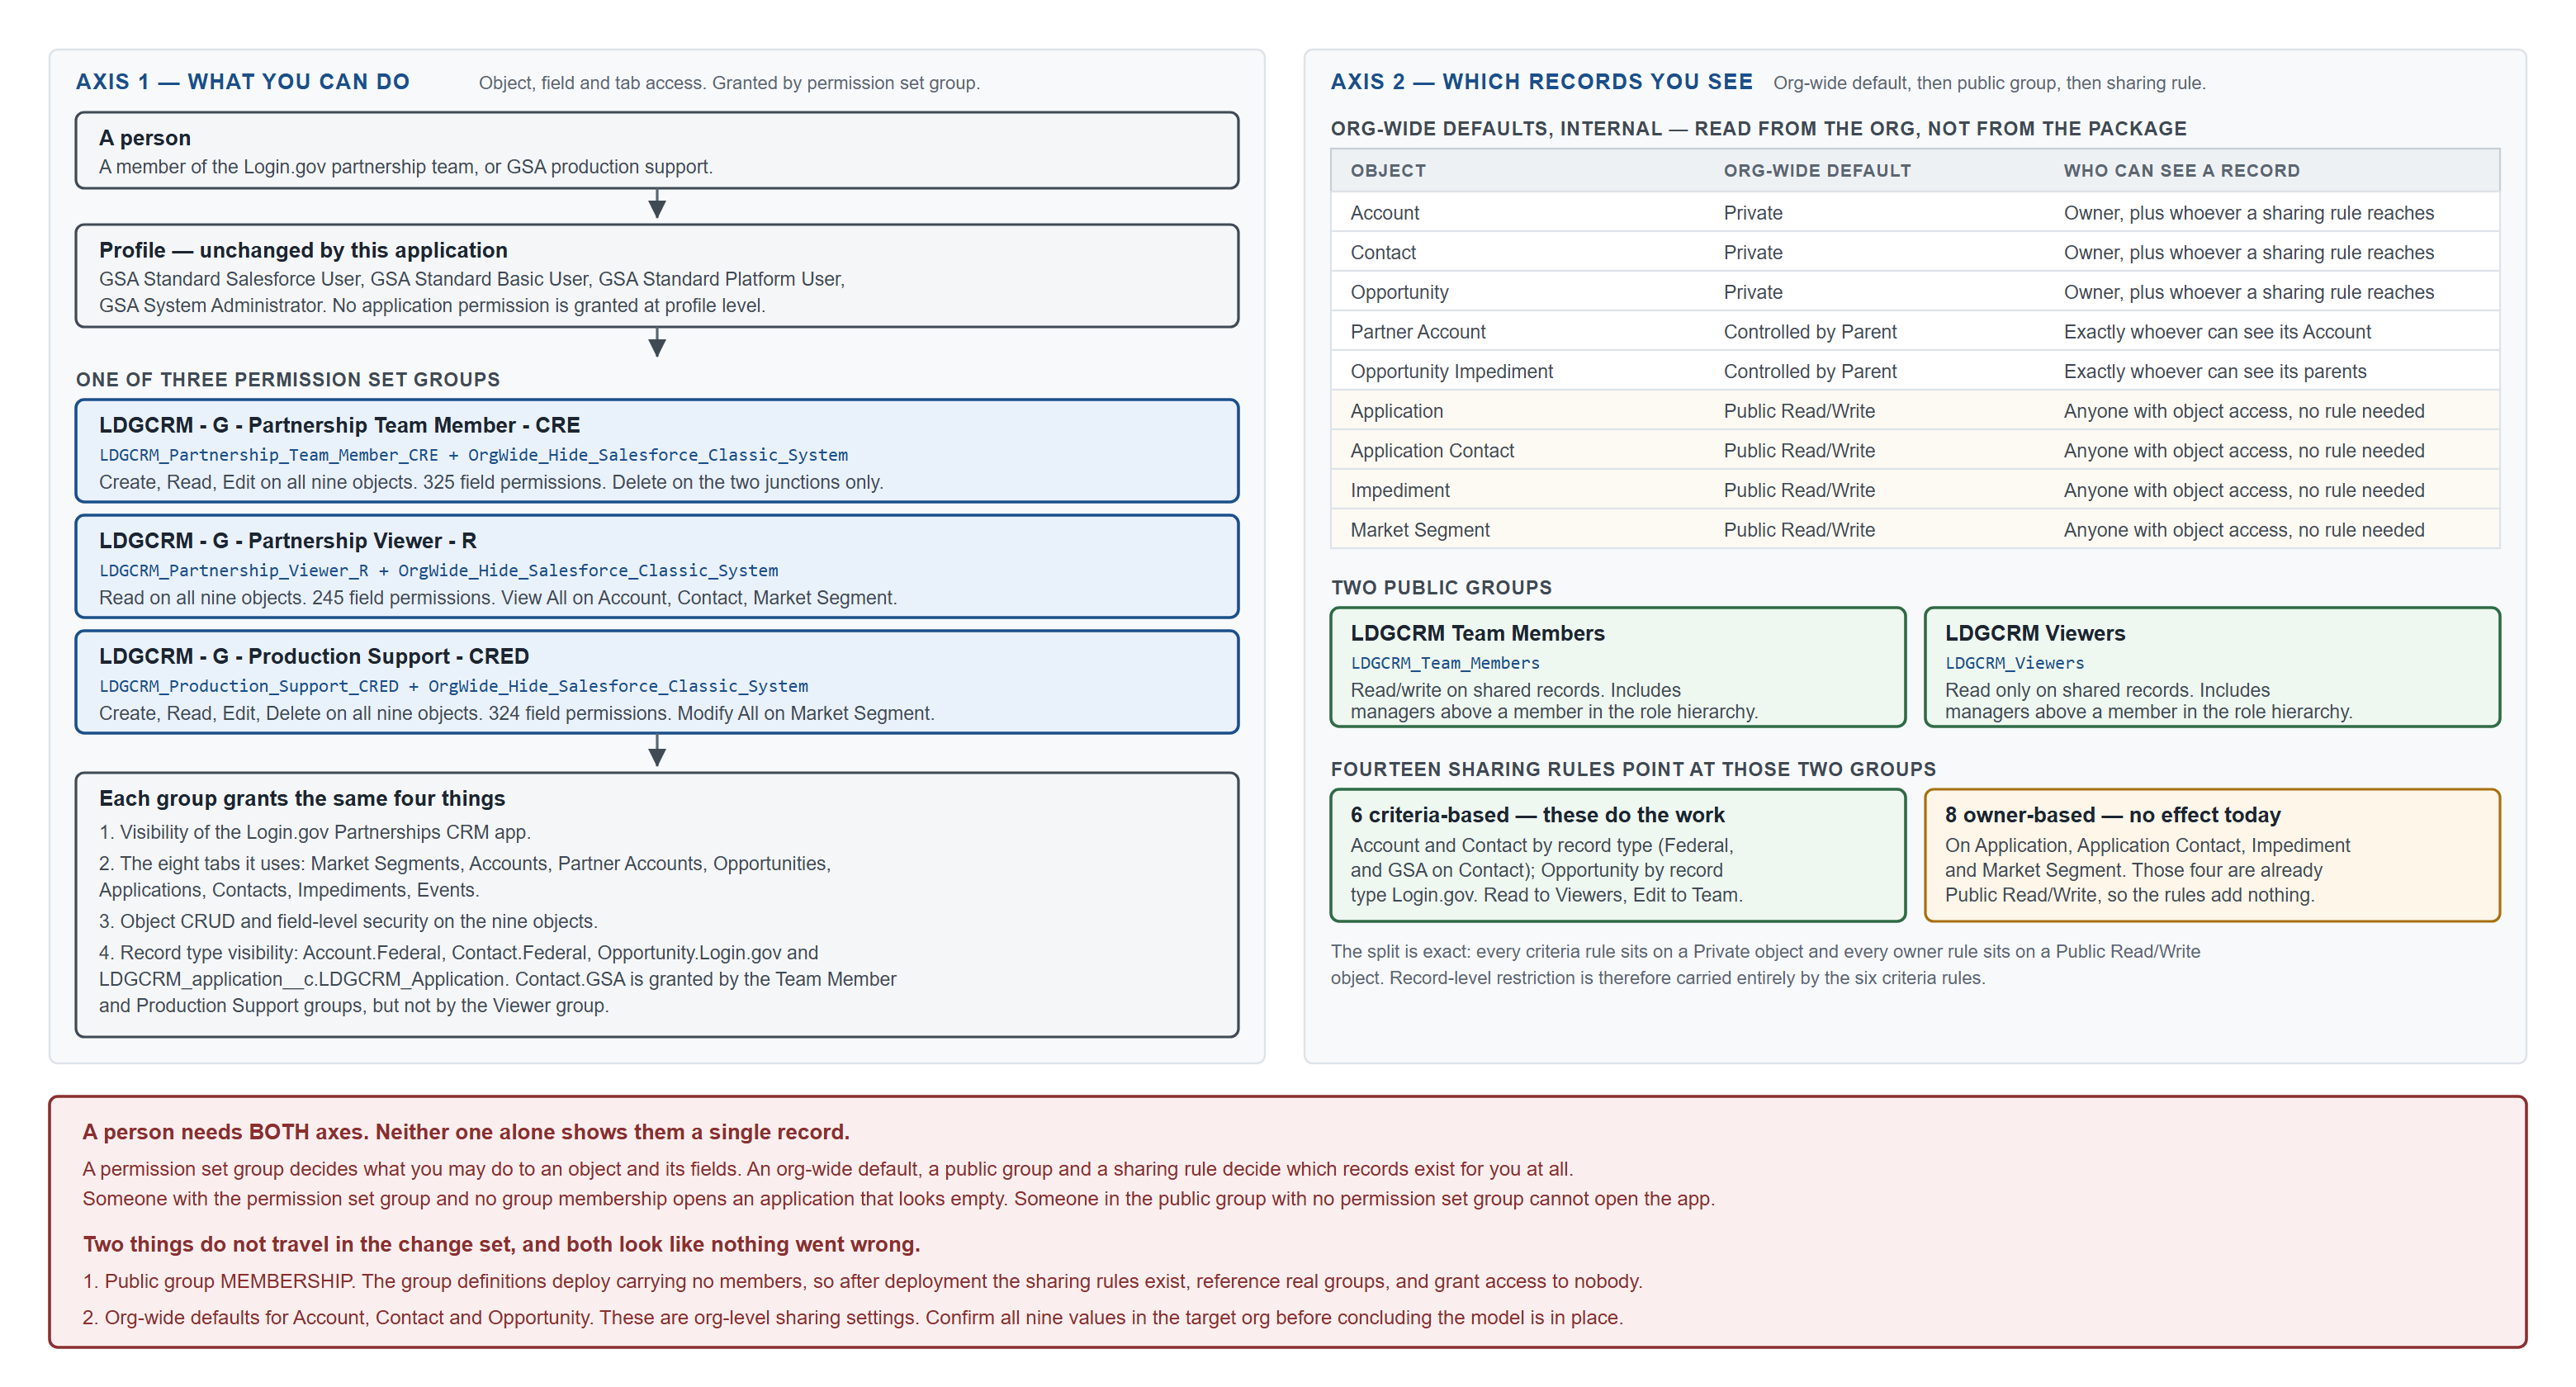 AXIS 1 — WHAT YOU CAN DO Object, field and tab access. Granted by permission set group.
A person
A member of the Login.gov partnership team, or GSA production support.
Profile — unchanged by this application
GSA Standard Salesforce User, GSA Standard Basic User, GSA Standard Platform User,
GSA System Administrator. No application permission is granted at profile level.
ONE OF THREE PERMISSION SET GROUPS
LDGCRM - G - Partnership Team Member - CRE
LDGCRM_Partnership_Team_Member_CRE + OrgWide_Hide_Salesforce_Classic_System
Create, Read, Edit on all nine objects. 325 field permissions. Delete on the two junctions only.
LDGCRM - G - Partnership Viewer - R
LDGCRM_Partnership_Viewer_R + OrgWide_Hide_Salesforce_Classic_System
Read on all nine objects. 245 field permissions. View All on Account, Contact, Market Segment.
LDGCRM - G - Production Support - CRED
LDGCRM_Production_Support_CRED + OrgWide_Hide_Salesforce_Classic_System
Create, Read, Edit, Delete on all nine objects. 324 field permissions. Modify All on Market Segment.
Each group grants the same four things
1. Visibility of the Login.gov Partnerships CRM app.
2. The eight tabs it uses: Market Segments, Accounts, Partner Accounts, Opportunities,
Applications, Contacts, Impediments, Events.
3. Object CRUD and field-level security on the nine objects.
4. Record type visibility: Account.Federal, Contact.Federal, Opportunity.Login.gov and
LDGCRM_application__c.LDGCRM_Application. Contact.GSA is granted by the Team Member
and Production Support groups, but not by the Viewer group.
AXIS 2 — WHICH RECORDS YOU SEE Org-wide default, then public group, then sharing rule.
ORG-WIDE DEFAULTS, INTERNAL — READ FROM THE ORG, NOT FROM THE PACKAGE
OBJECT ORG-WIDE DEFAULT WHO CAN SEE A RECORD
Account Private Owner, plus whoever a sharing rule reaches
Contact Private Owner, plus whoever a sharing rule reaches
Opportunity Private Owner, plus whoever a sharing rule reaches
Partner Account Controlled by Parent Exactly whoever can see its Account
Opportunity Impediment Controlled by Parent Exactly whoever can see its parents
Application Public Read/Write Anyone with object access, no rule needed
Application Contact Public Read/Write Anyone with object access, no rule needed
Impediment Public Read/Write Anyone with object access, no rule needed
Market Segment Public Read/Write Anyone with object access, no rule needed
TWO PUBLIC GROUPS
LDGCRM Team Members
LDGCRM_Team_Members
Read/write on shared records. Includes
managers above a member in the role hierarchy.
LDGCRM Viewers
LDGCRM_Viewers
Read only on shared records. Includes
managers above a member in the role hierarchy.
FOURTEEN SHARING RULES POINT AT THOSE TWO GROUPS
6 criteria-based — these do the work
Account and Contact by record type (Federal,
and GSA on Contact); Opportunity by record
type Login.gov. Read to Viewers, Edit to Team.
8 owner-based — no effect today
On Application, Application Contact, Impediment
and Market Segment. Those four are already
Public Read/Write, so the rules add nothing.
The split is exact: every criteria rule sits on a Private object and every owner rule sits on a Public Read/Write
object. Record-level restriction is therefore carried entirely by the six criteria rules.
A person needs BOTH axes. Neither one alone shows them a single record.
A permission set group decides what you may do to an object and its fields. An org-wide default, a public group and a sharing rule decide which records exist for you at all.
Someone with the permission set group and no group membership opens an application that looks empty. Someone in the public group with no permission set group cannot open the app.
Two things do not travel in the change set, and both look like nothing went wrong.
1. Public group MEMBERSHIP. The group definitions deploy carrying no members, so after deployment the sharing rules exist, reference real groups, and grant access to nobody.
2. Org-wide defaults for Account, Contact and Opportunity. These are org-level sharing settings. Confirm all nine values in the target org before concluding the model is in place.